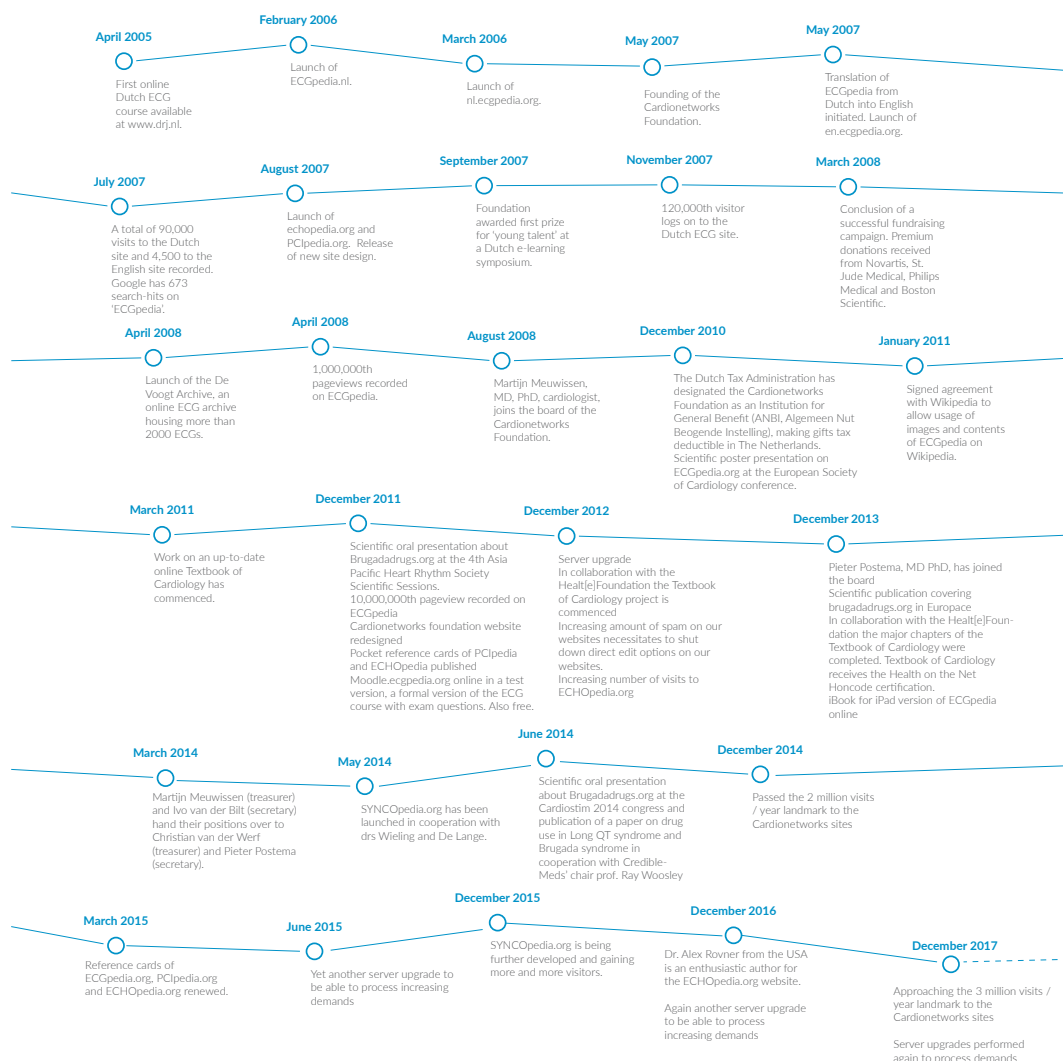 April 2005
First online
Dutch ECG
course available
at www.drj.nl.
February 2006
Launch of
ECGpedia.nl.
March 2006
Launch of
nl.ecgpedia.org.
May 2007
Founding of the
Cardionetworks
Foundation.
May 2007
Translation of
ECGpedia from
Dutch into English
initiated. Launch of
en.ecgpedia.org.
July 2007
A total of 90,000
visits to the Dutch
site and 4,500 to the
English site recorded.
Google has 673
search-hits on
‘ECGpedia’.
August 2007
Launch of
echopedia.org and
PCIpedia.org. Release
of new site design.
September 2007
Foundation
awarded first prize
for ‘young talent’ at
a Dutch e-learning
symposium.
November 2007
120,000th visitor
logs on to the
Dutch ECG site.
March 2008
Conclusion of a
successful fundraising
campaign. Premium
donations received
from Novartis, St.
Jude Medical, Philips
Medical and Boston
Scientific.
April 2008
Launch of the De
Voogt Archive, an
online ECG archive
housing more than
2000 ECGs.
April 2008
1,000,000th
pageviews recorded
on ECGpedia.
August 2008
Martijn Meuwissen,
MD, PhD, cardiologist,
joins the board of the
Cardionetworks
Foundation.
December 2010
The Dutch Tax Administration has
designated the Cardionetworks
Foundation as an Institution for
General Benefit (ANBI, Algemeen Nut
Beogende Instelling), making gifts tax
deductible in The Netherlands.
Scientific poster presentation on
ECGpedia.org at the European Society
of Cardiology conference.
January 2011
Signed agreement
with Wikipedia to
allow usage of
images and contents
of ECGpedia on
Wikipedia.
March 2011
Work on an up-to-date
online Textbook of
Cardiology has
commenced.
December 2011
Scientific oral presentation about
Brugadadrugs.org at the 4th Asia
Pacific Heart Rhythm Society
Scientific Sessions.
10,000,000th pageview recorded on
ECGpedia
Cardionetworks foundation website
redesigned
Pocket reference cards of PCIpedia
and ECHOpedia published
Moodle.ecgpedia.org online in a test
version, a formal version of the ECG
course with exam questions. Also free.
December 2012
Server upgrade
In collaboration with the
Healt[e]Foundation the Textbook
of Cardiology project is
commenced
Increasing amount of spam on our
websites necessitates to shut
down direct edit options on our
websites.
Increasing number of visits to
ECHOpedia.org
December 2013
Pieter Postema, MD PhD, has joined
the board
Scientific publication covering
brugadadrugs.org in Europace
In collaboration with the Healt[e]Foun-
dation the major chapters of the
Textbook of Cardiology were
completed. Textbook of Cardiology
receives the Health on the Net
Honcode certification.
iBook for iPad version of ECGpedia
online
March 2014
Martijn Meuwissen (treasurer)
and Ivo van der Bilt (secretary)
hand their positions over to
Christian van der Werf
(treasurer) and Pieter Postema
(secretary).
May 2014
SYNCOpedia.org has been
launched in cooperation with
drs Wieling and De Lange.
June 2014
Scientific oral presentation
about Brugadadrugs.org at the
Cardiostim 2014 congress and
publication of a paper on drug
use in Long QT syndrome and
Brugada syndrome in
cooperation with Credible-
Meds’ chair prof. Ray Woosley
December 2014
Passed the 2 million visits
/ year landmark to the
Cardionetworks sites
March 2015
Reference cards of
ECGpedia.org, PCIpedia.org
and ECHOpedia.org renewed.
June 2015
Yet another server upgrade to
be able to process increasing
demands
December 2015
SYNCOpedia.org is being
further developed and gaining
more and more visitors.
December 2016
Dr. Alex Rovner from the USA
is an enthusiastic author for
the ECHOpedia.org website.
Again another server upgrade
to be able to process
increasing demands
December 2017
Approaching the 3 million visits /
year landmark to the
Cardionetworks sites
Server upgrades performed
again to process demands